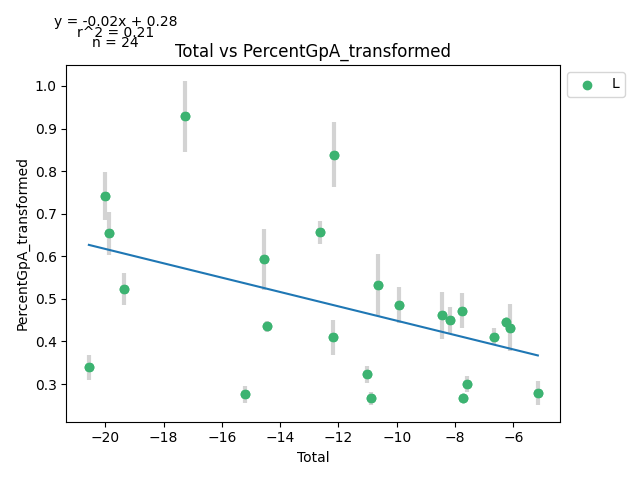 y = -0.02x + 0.28
r^2 = 0.21
n = 24
Total vs PercentGpA_transformed
L
1.0
0.9
0.8
0.7
0.6
0.5
0.4
0.3
PercentGpA_transformed
−20 −18 −16 −14 −12 −10 −8 −6
Total